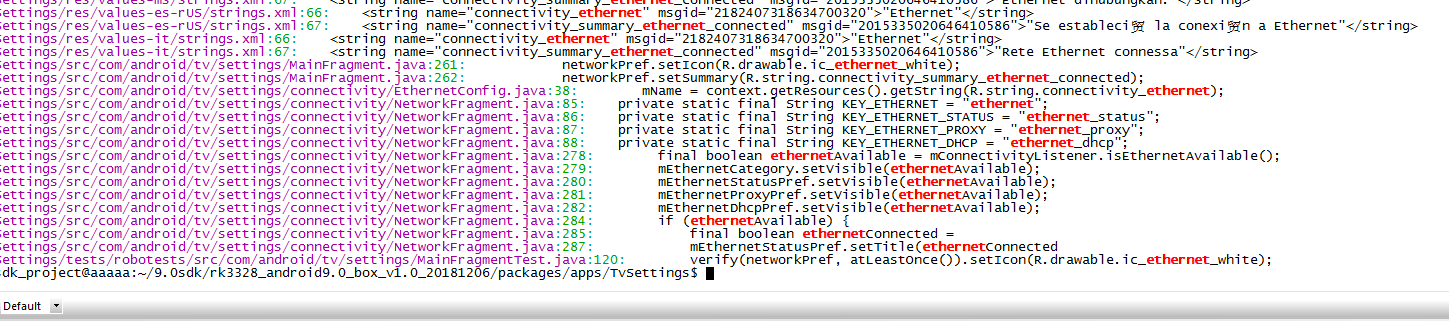 Settings/res/values-ms/strings.xml:67:    <string name="connectivity_summary_ethernet_connected" msgid="2015335020646410586">"Ethernet dihubungkan."</string>
Settings/res/values-es-rUS/strings.xml:66:    <string name="connectivity_ethernet" msgid="2182407318634700320">"Ethernet"</string>
Settings/res/values-es-rUS/strings.xml:67:    <string name="connectivity_summary_ethernet_connected" msgid="2015335020646410586">"Se estableci贸 la conexi贸n a Ethernet"</string>
Settings/res/values-it/strings.xml:66:    <string name="connectivity_ethernet" msgid="2182407318634700320">"Ethernet"</string>
Settings/res/values-it/strings.xml:67:    <string name="connectivity_summary_ethernet_connected" msgid="2015335020646410586">"Rete Ethernet connessa"</string>
Settings/src/com/android/tv/settings/MainFragment.java:261:            networkPref.setIcon(R.drawable.ic_ethernet_white);
Settings/src/com/android/tv/settings/MainFragment.java:262:            networkPref.setSummary(R.string.connectivity_summary_ethernet_connected);
Settings/src/com/android/tv/settings/connectivity/EthernetConfig.java:38:        mName = context.getResources().getString(R.string.connectivity_ethernet);
Settings/src/com/android/tv/settings/connectivity/NetworkFragment.java:85:    private static final String KEY_ETHERNET = "ethernet";
Settings/src/com/android/tv/settings/connectivity/NetworkFragment.java:86:    private static final String KEY_ETHERNET_STATUS = "ethernet_status";
Settings/src/com/android/tv/settings/connectivity/NetworkFragment.java:87:    private static final String KEY_ETHERNET_PROXY = "ethernet_proxy";
Settings/src/com/android/tv/settings/connectivity/NetworkFragment.java:88:    private static final String KEY_ETHERNET_DHCP = "ethernet_dhcp";
Settings/src/com/android/tv/settings/connectivity/NetworkFragment.java:278:        final boolean ethernetAvailable = mConnectivityListener.isEthernetAvailable();
Settings/src/com/android/tv/settings/connectivity/NetworkFragment.java:279:        mEthernetCategory.setVisible(ethernetAvailable);
Settings/src/com/android/tv/settings/connectivity/NetworkFragment.java:280:        mEthernetStatusPref.setVisible(ethernetAvailable);
Settings/src/com/android/tv/settings/connectivity/NetworkFragment.java:281:        mEthernetProxyPref.setVisible(ethernetAvailable);
Settings/src/com/android/tv/settings/connectivity/NetworkFragment.java:282:        mEthernetDhcpPref.setVisible(ethernetAvailable);
Settings/src/com/android/tv/settings/connectivity/NetworkFragment.java:284:        if (ethernetAvailable) {
Settings/src/com/android/tv/settings/connectivity/NetworkFragment.java:285:            final boolean ethernetConnected =
Settings/src/com/android/tv/settings/connectivity/NetworkFragment.java:287:            mEthernetStatusPref.setTitle(ethernetConnected
Settings/tests/robotests/src/com/android/tv/settings/MainFragmentTest.java:120:        verify(networkPref, atLeastOnce()).setIcon(R.drawable.ic_ethernet_white);
sdk_project@aaaaa:~/9.0sdk/rk3328_android9.0_box_v1.0_20181206/packages/apps/TvSettings$
Default